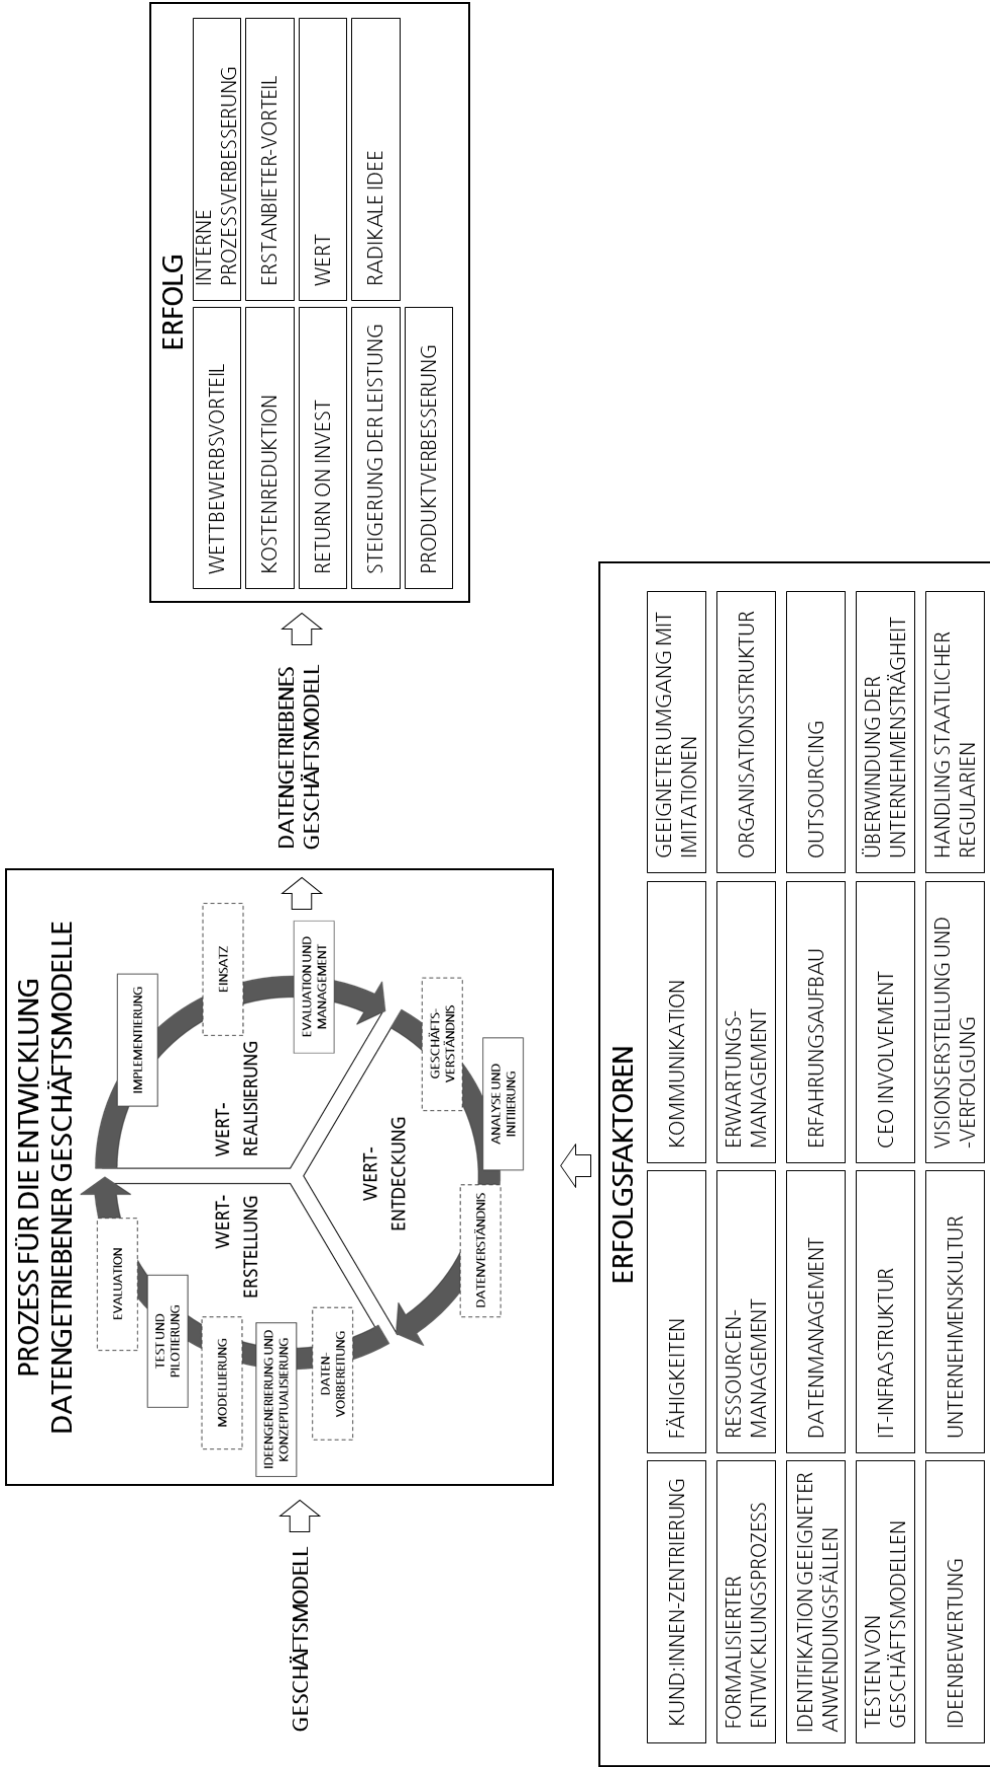 PROZESS FÜR DIE ENTWICKLUNG
DATENGETRIEBENER GESCHÄFTSMODELLE
GESCHÄFTSMODELL
EVALUATION
TEST UND
PILOTIERUNG
MODELLIERUNG
IDEENGENERIERUNG UND
KONZEPTUALISIERUNG
DATEN-
VORBEREITUNG
WERT-
ERSTELLUNG
IMPLEMENTIERUNG
EINSATZ
EVALUATION UND
MANAGEMENT
WERT-
REALISIERUNG
WERT-
ENTDECKUNG
GESCHÄFTS-
VERSTÄNDNIS
ANALYSE UND
INITIIERUNG
DATENVERSTÄNDNIS
DATENGETRIEBENES
GESCHÄFTSMODELL
ERFOLG
WETTBEWERBSVORTEIL
INTERNE
PROZESSVERBESSERUNG
KOSTENREDUKTION
ERSTANBIETER-VORTEIL
RETURN ON INVEST
WERT
STEIGERUNG DER LEISTUNG
RADIKALE IDEE
PRODUKTVERBESSERUNG
ERFOLGSFAKTOREN
KUND:INNEN-ZENTRIERUNG
FÄHIGKEITEN
KOMMUNIKATION
GEEIGNETER UMGANG MIT
IMITATIONEN
FORMALISIERTER
ENTWICKLUNGSPROZESS
RESSOURCEN-
MANAGEMENT
ERWARTUNGS-
MANAGEMENT
ORGANISATIONSSTRUKTUR
IDENTIFIKATION GEEIGNETER
ANWENDUNGSFÄLLEN
DATENMANAGEMENT
ERFAHRUNGSAUFBAU
OUTSOURCING
TESTEN VON
GESCHÄFTSMODELLEN
IT-INFRASTRUKTUR
CEO INVOLVEMENT
ÜBERWINDUNG DER
UNTERNEHMENSTRÄGHEIT
IDEENBEWERTUNG
UNTERNEHMENSKULTUR
VISIONSERSTELLUNG UND
-VERFOLGUNG
HANDLING STAATLICHER
REGULARIEN